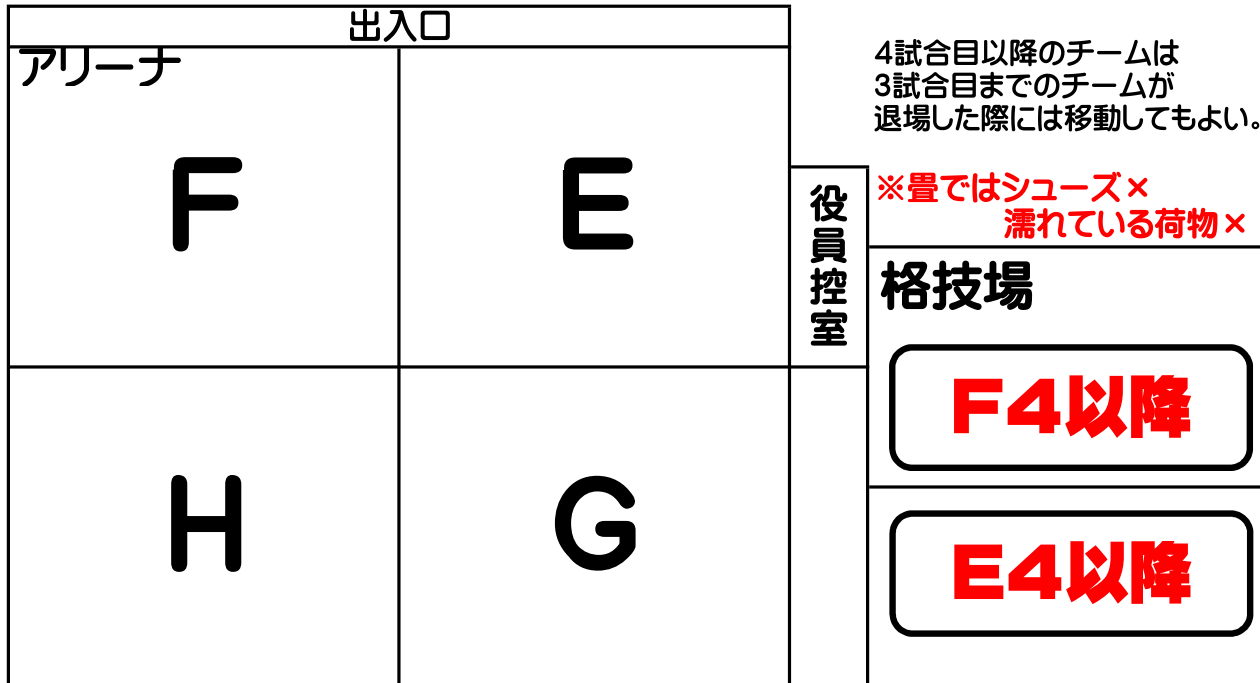 出入口
アリーナ
F
E
H
G
役員控室
4試合目以降のチームは
3試合目までのチームが
退場した際には移動してもよい。
※畳ではシューズ×
濡れている荷物×
格技場
F4以降
E4以降